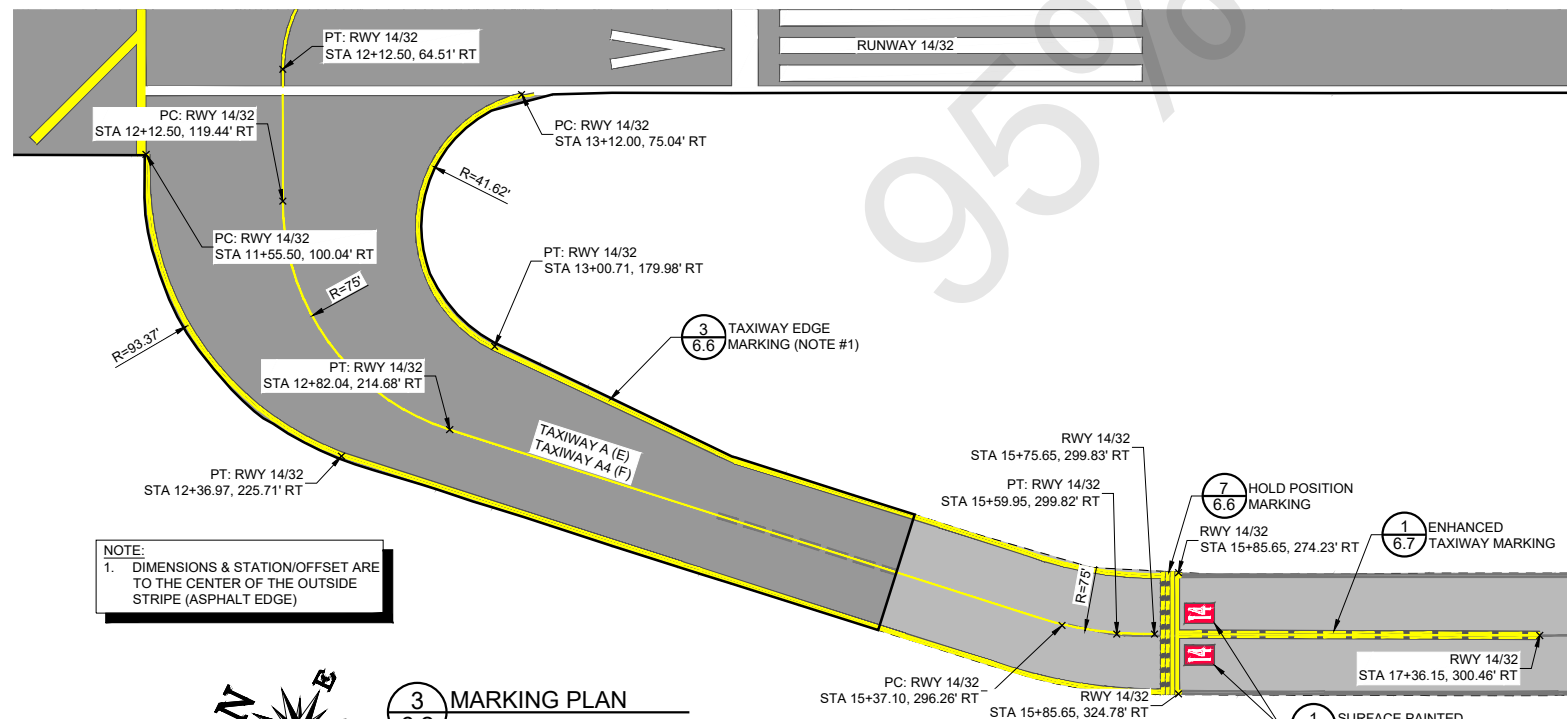 95%
RUNWAY 14/32
PT: RWY 14/32
STA 12+12.50, 64.51' RT
PC: RWY 14/32
STA 12+12.50, 119.44' RT
PC: RWY 14/32
STA 13+12.00, 75.04' RT
R=41.62'
PC: RWY 14/32
STA 11+55.50, 100.04' RT
PT: RWY 14/32
STA 13+00.71, 179.98' RT
R=75'
R=93.37'
3
6.6
TAXIWAY EDGE
MARKING (NOTE #1)
PT: RWY 14/32
STA 12+82.04, 214.68' RT
TAXIWAY A (E)
TAXIWAY A4 (F)
PT: RWY 14/32
STA 12+36.97, 225.71' RT
RWY 14/32
STA 15+75.65, 299.83' RT
PT: RWY 14/32
STA 15+59.95, 299.82' RT
7
6.6
HOLD POSITION
MARKING
RWY 14/32
STA 15+85.65, 274.23' RT
1
6.7
ENHANCED
TAXIWAY MARKING
NOTE:
1. DIMENSIONS & STATION/OFFSET ARE
TO THE CENTER OF THE OUTSIDE
STRIPE (ASPHALT EDGE)
R=75'
14
14
PC: RWY 14/32
STA 15+37.10, 296.26' RT
RWY 14/32
STA 15+85.65, 324.78' RT
RWY 14/32
STA 17+36.15, 300.46' RT
N
E
3
MARKING PLAN
1
SURFACE PAINTED